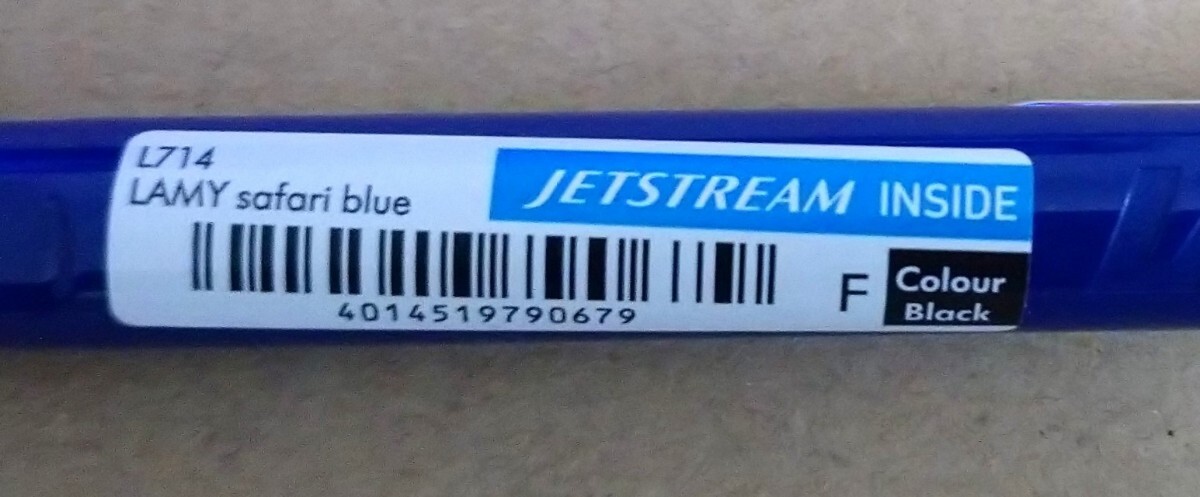 L714
LAMY safari blue
JETSTREAM INSIDE
4014519790679
F
Colour
Black